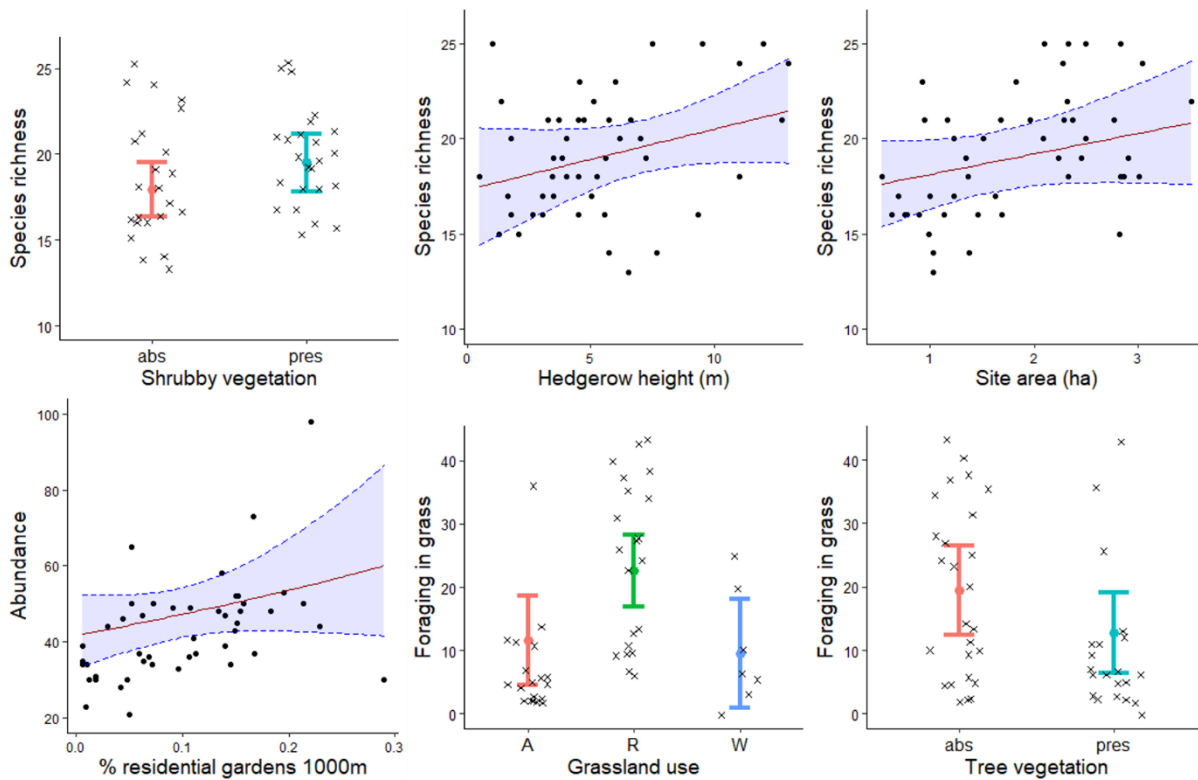 Species richness
25
20
15
10
abs pres
Shrubby vegetation
Species richness
25
20
15
10
0 5 10
Hedgerow height (m)
Species richness
25
20
15
10
1 2 3
Site area (ha)
Abundance
100
80
60
40
20
0.0 0.1 0.2 0.3
% residential gardens 1000m
Foraging in grass
40
30
20
10
0
A R W
Grassland use
Foraging in grass
40
30
20
10
0
abs pres
Tree vegetation